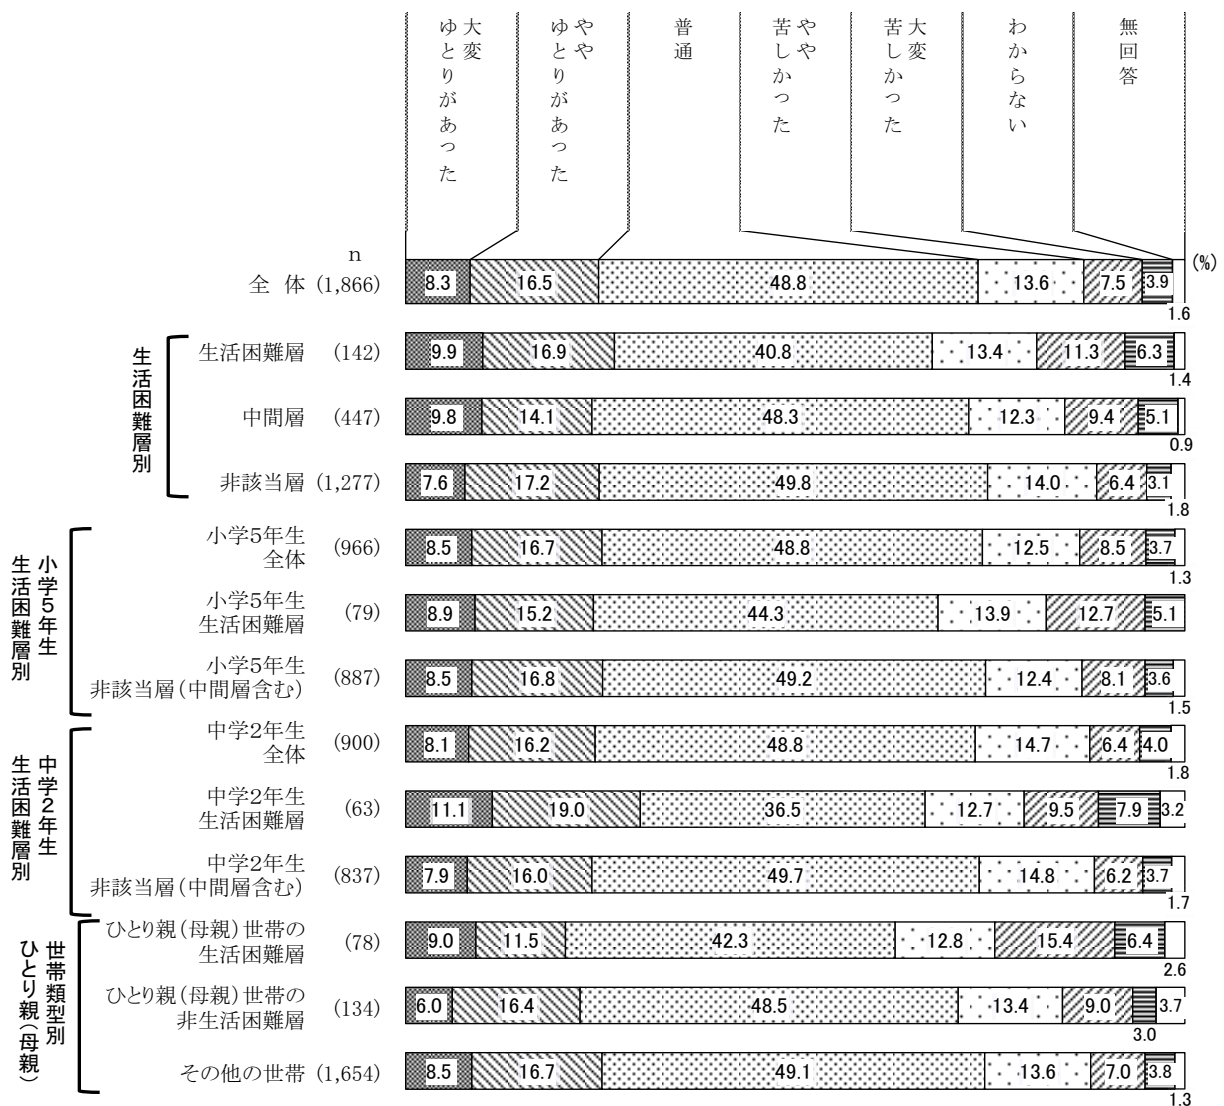 大変
ゆとりがあった
やや
ゆとりがあった
普通
やや
苦しかった
大変
苦しかった
わからない
無回答
n
(%)
全 体 (1,866) 8.3 16.5 48.8 13.6 7.5 3.9
1.6
生活困難層別
生活困難層 (142) 9.9 16.9 40.8 13.4 11.3 6.3
1.4
中間層 (447) 9.8 14.1 48.3 12.3 9.4 5.1
0.9
非該当層 (1,277) 7.6 17.2 49.8 14.0 6.4 3.1
1.8
小学5年生
生活困難層別
小学5年生
全体 (966) 8.5 16.7 48.8 12.5 8.5 3.7
1.3
小学5年生
生活困難層 (79) 8.9 15.2 44.3 13.9 12.7 5.1
小学5年生
非該当層(中間層含む) (887) 8.5 16.8 49.2 12.4 8.1 3.6
1.5
中学2年生
生活困難層別
中学2年生
全体 (900) 8.1 16.2 48.8 14.7 6.4 4.0
1.8
中学2年生
生活困難層 (63) 11.1 19.0 36.5 12.7 9.5 7.9 3.2
中学2年生
非該当層(中間層含む) (837) 7.9 16.0 49.7 14.8 6.2 3.7
1.7
世帯類型別
ひとり親(母親)
ひとり親(母親)世帯の
生活困難層 (78) 9.0 11.5 42.3 12.8 15.4 6.4
2.6
ひとり親(母親)世帯の
非生活困難層 (134) 6.0 16.4 48.5 13.4 9.0 3.7
3.0
その他の世帯 (1,654) 8.5 16.7 49.1 13.6 7.0 3.8
1.3